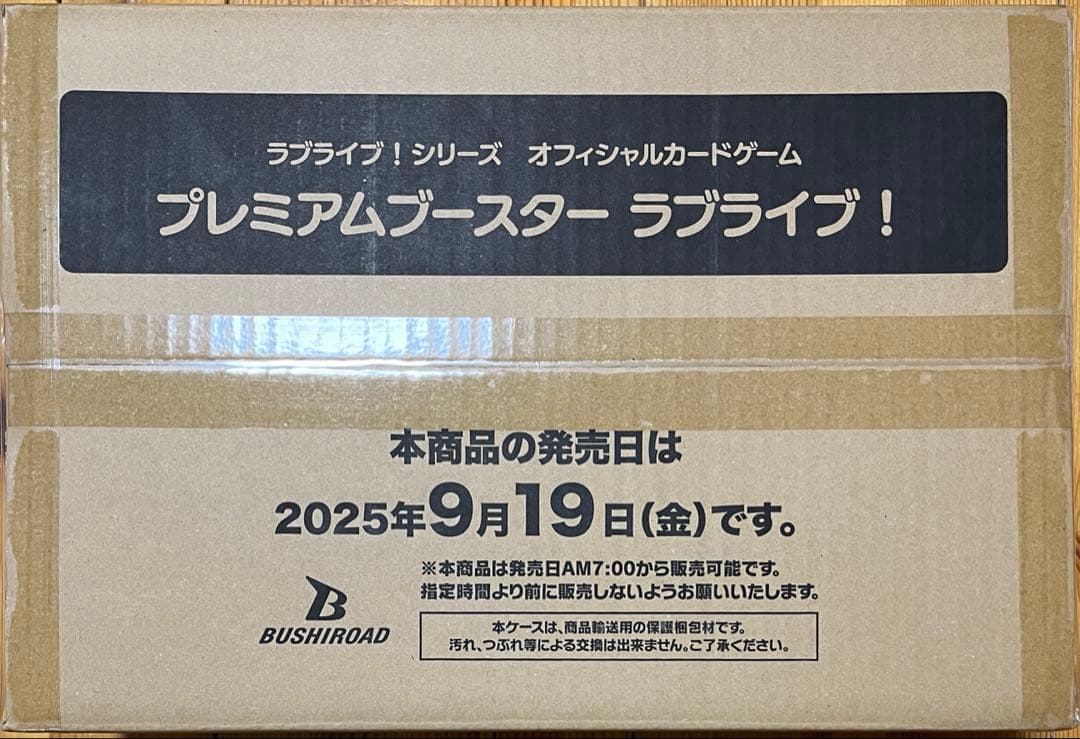 ラブライブ！シリーズ　オフィシャルカードゲーム
プレミアムブースター ラブライブ！
本商品の発売日は
2025年9月19日(金)です。
※本商品は発売日AM7:00から販売可能です。
指定時間より前に販売しないようお願いいたします。
B
BUSHIROAD
本ケースは、商品輸送用の保護梱包材です。
汚れ、つぶれ等による交換は出来ません。ご了承ください。